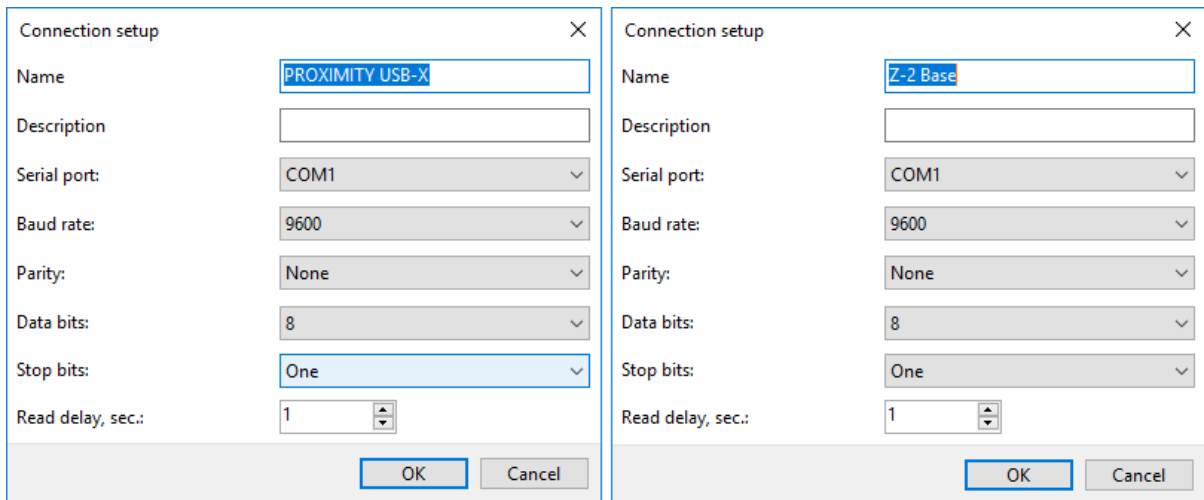 Connection setup
Name PROXIMITY USB-X
Description
Serial port: COM1
Baud rate: 9600
Parity: None
Data bits: 8
Stop bits: One
Read delay, sec.: 1
OK Cancel
Connection setup
Name Z-2 Base
Description
Serial port: COM1
Baud rate: 9600
Parity: None
Data bits: 8
Stop bits: One
Read delay, sec.: 1
OK Cancel